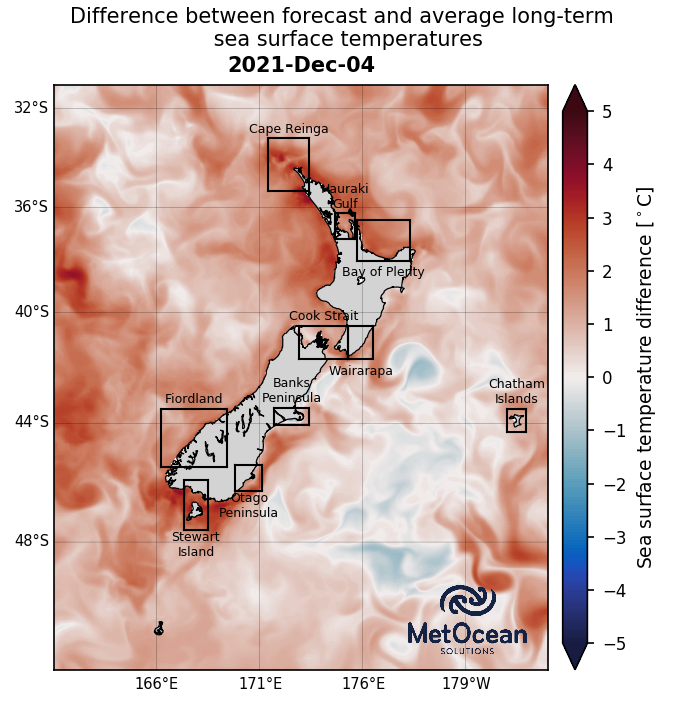 Difference between forecast and average long-term
sea surface temperatures
2021-Dec-04
32°S
36°S
40°S
44°S
48°S
Cape Reinga
Hauraki
Gulf
Bay of Plenty
Cook Strait
Wairarapa
Banks
Peninsula
Fiordland
Chatham
Islands
Otago
Peninsula
Stewart
Island
MetOcean
SOLUTIONS
166°E
171°E
176°E
179°W
5
4
3
2
1
0
−1
−2
−3
−4
−5
Sea surface temperature difference [°C]